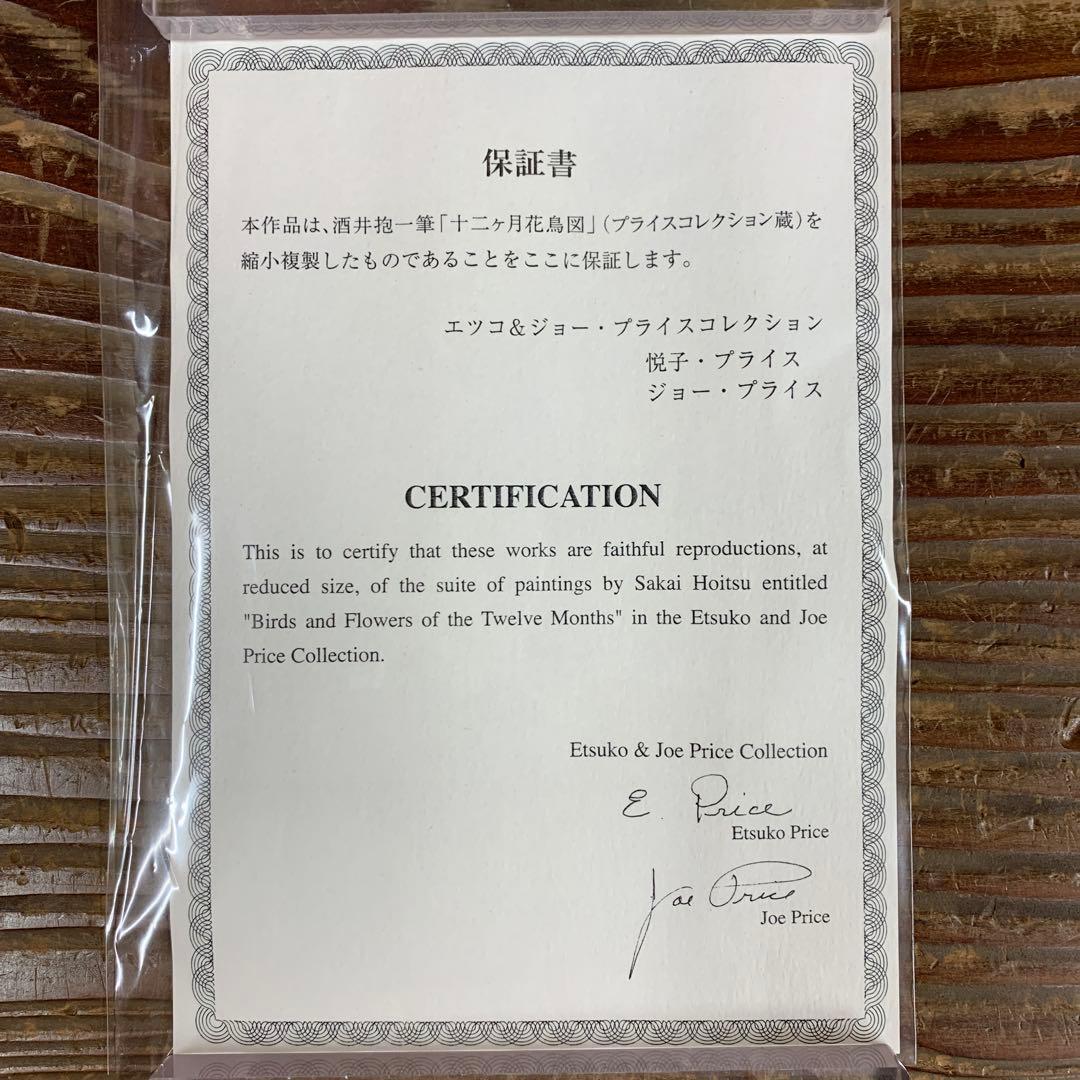 保証書
本作品は、酒井抱一筆「十二ヶ月花鳥図」（プライスコレクション蔵）を
縮小複製したものであることをここに保証します。
エツコ＆ジョー・プライスコレクション
悦子・プライス
ジョー・プライス
CERTIFICATION
This is to certify that these works are faithful reproductions, at
reduced size, of the suite of paintings by Sakai Hoitsu entitled
"Birds and Flowers of the Twelve Months" in the Etsuko and Joe
Price Collection.
Etsuko & Joe Price Collection
E. Price
Etsuko Price
Joe Price
Joe Price